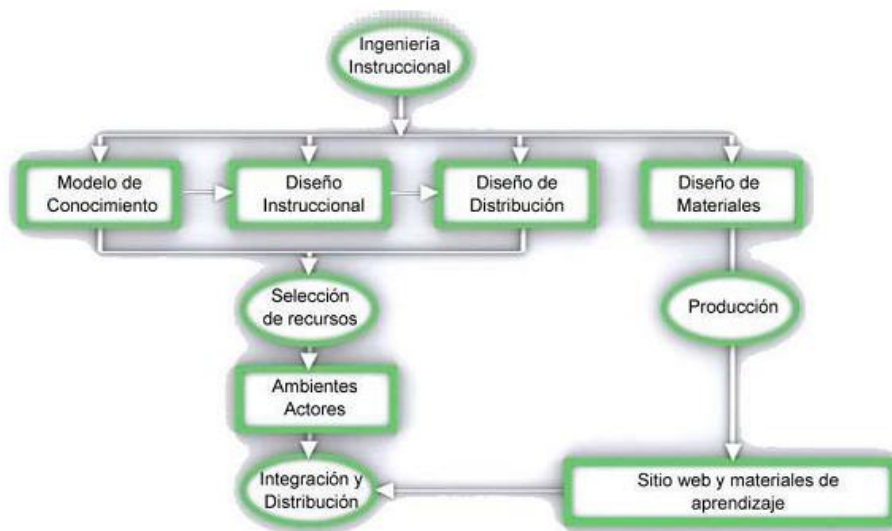 Ingeniería
Instruccional
Modelo de
Conocimiento
Diseño
Instruccional
Diseño de
Distribución
Diseño de
Materiales
Selección
de recursos
Producción
Ambientes
Actores
Integración y
Distribución
Sitio web y materiales de
aprendizaje